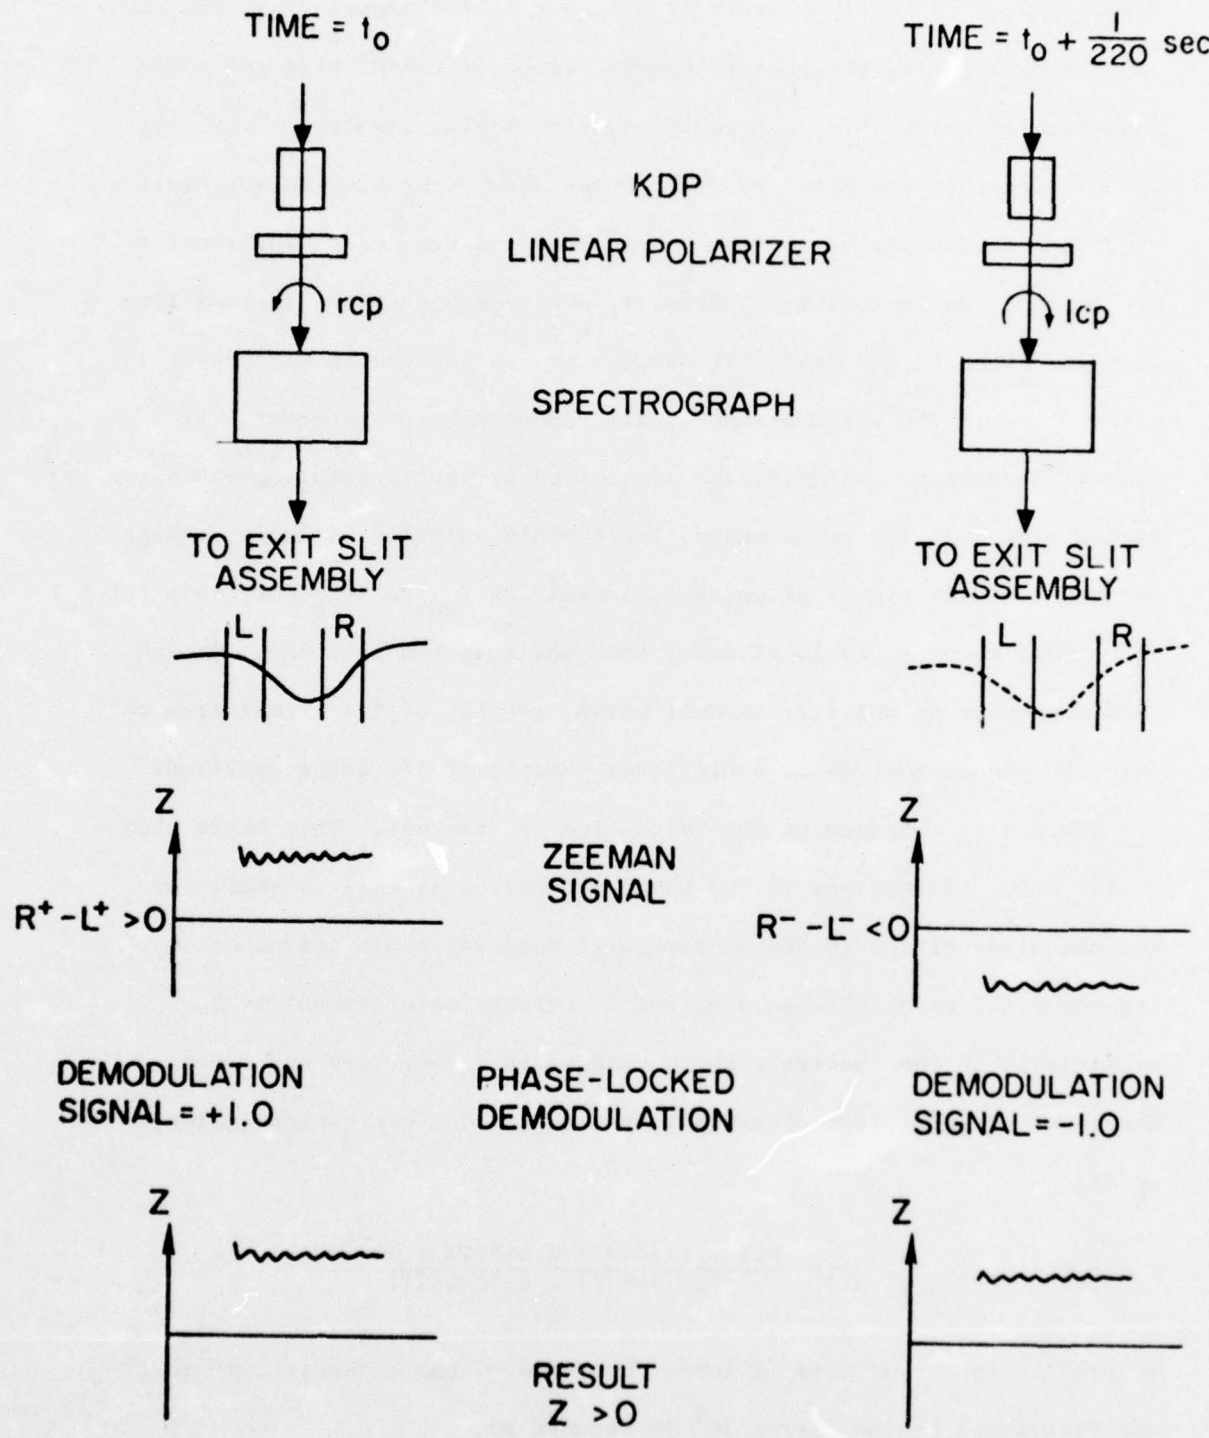 TIME = t₀
TIME = t₀ + 1/220 sec
KDP
LINEAR POLARIZER
rcp
lcp
SPECTROGRAPH
TO EXIT SLIT
ASSEMBLY
TO EXIT SLIT
ASSEMBLY
L R
L R
Z
Z
ZEEMAN
SIGNAL
R⁺-L⁺ >0
R⁻-L⁻ <0
DEMODULATION
SIGNAL = +1.0
PHASE-LOCKED
DEMODULATION
DEMODULATION
SIGNAL = -1.0
Z
Z
RESULT
Z >0